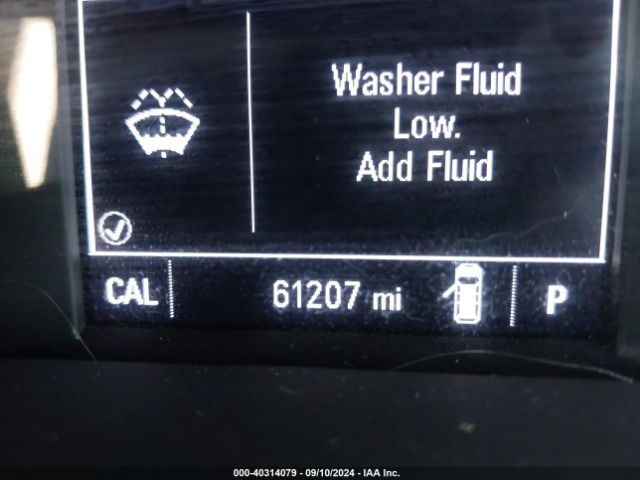 Washer Fluid
Low.
Add Fluid
CAL 61207 mi P
000-40314079 - 09/10/2024 - IAA Inc.